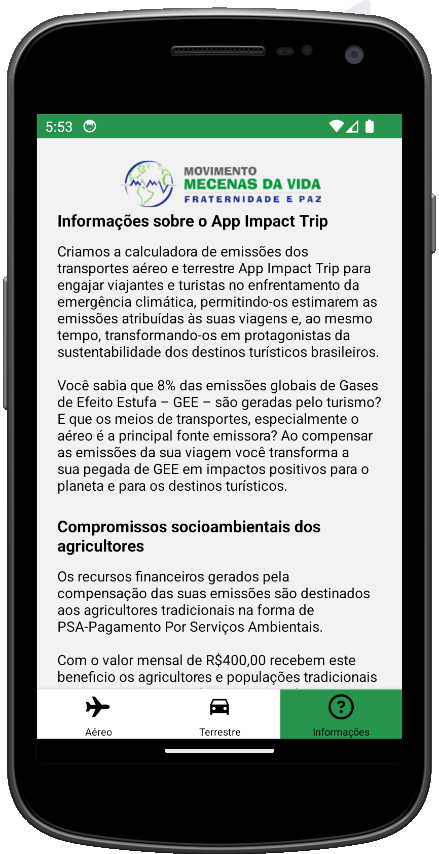 5:53
MOVIMENTO
MECENAS DA VIDA
FRATERNIDADE E PAZ
Informações sobre o App Impact Trip
Criamos a calculadora de emissões dos
transportes aéreo e terrestre App Impact Trip para
engajar viajantes e turistas no enfrentamento da
emergência climática, permitindo-os estimarem as
emissões atribuídas às suas viagens e, ao mesmo
tempo, transformando-os em protagonistas da
sustentabilidade dos destinos turísticos brasileiros.
Você sabia que 8% das emissões globais de Gases
de Efeito Estufa – GEE – são geradas pelo turismo?
E que os meios de transportes, especialmente o
aéreo é a principal fonte emissora? Ao compensar
as emissões da sua viagem você transforma a
sua pegada de GEE em impactos positivos para o
planeta e para os destinos turísticos.
Compromissos socioambientais dos
agricultores
Os recursos financeiros gerados pela
compensação das suas emissões são destinados
aos agricultores tradicionais na forma de
PSA-Pagamento Por Serviços Ambientais.
Com o valor mensal de R$400,00 recebem este
beneficio os agricultores e populações tradicionais
Aéreo
Terrestre
Informações